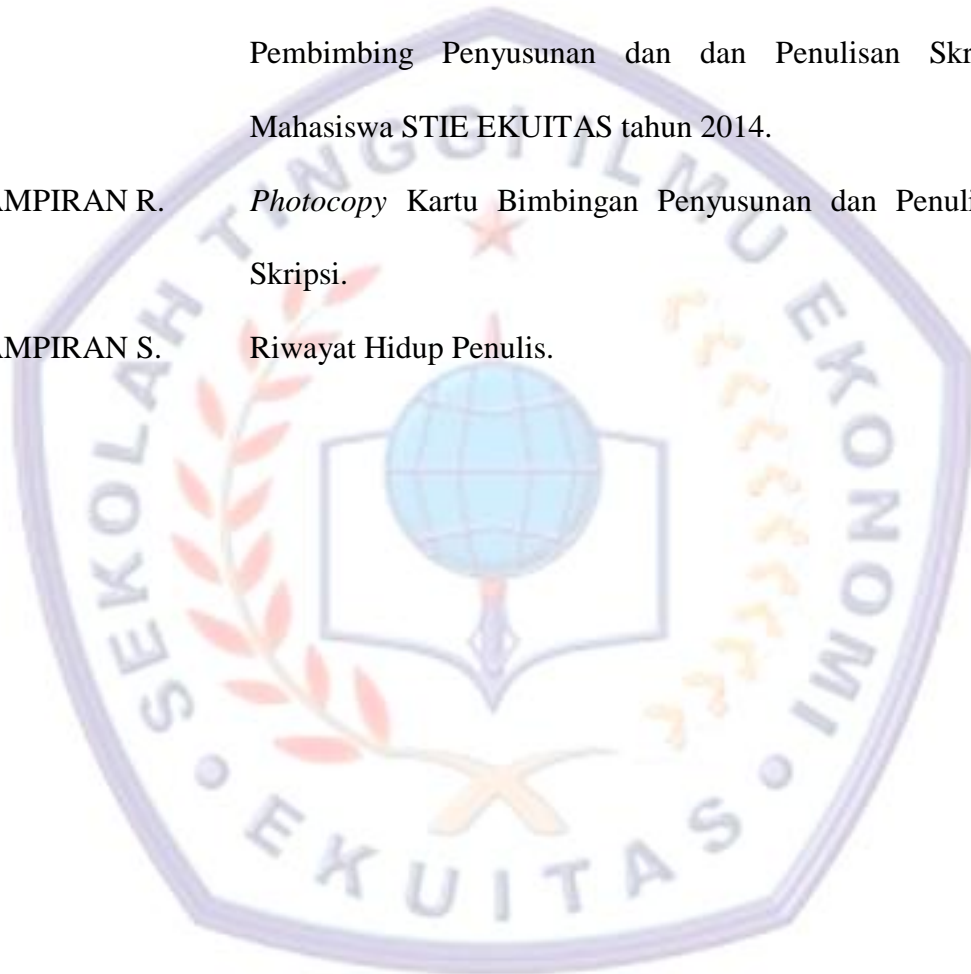 Pembimbing Penyusunan dan dan Penulisan Skr
Mahasiswa STIE EKUITAS tahun 2014.
AMPIRAN R. Photocopy Kartu Bimbingan Penyusunan dan Penuli
Skripsi.
AMPIRAN S. Riwayat Hidup Penulis.
SEKOLAH TINGGI ILMU EKONOMI
• EKUITAS •